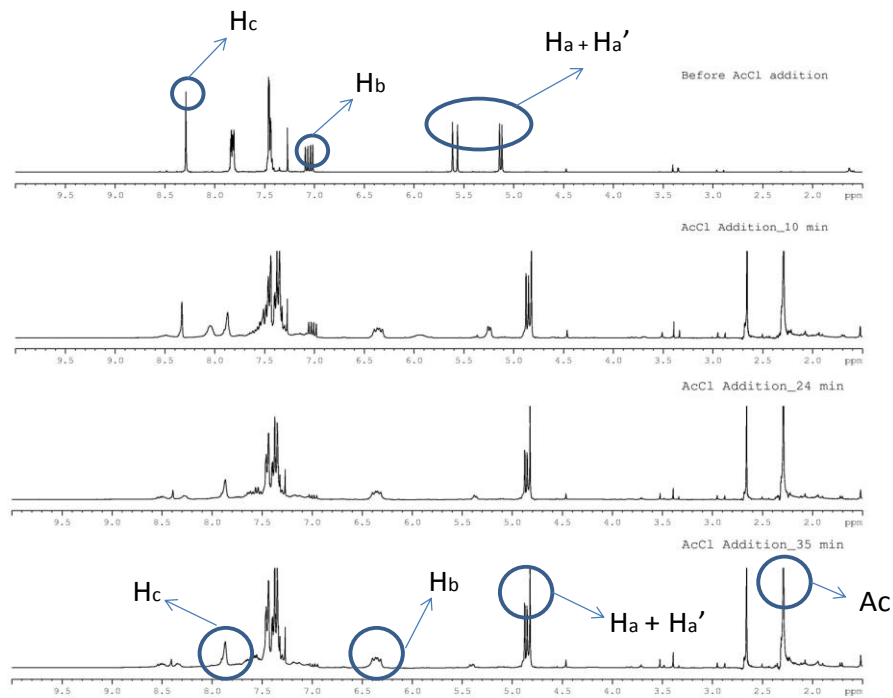 Hc
Hb
Ha + Ha’
Before AcCl addition
9.5 9.0 8.5 8.0 7.5 7.0 6.5 6.0 5.5 5.0 4.5 4.0 3.5 3.0 2.5 2.0 ppm
AcCl Addition_10 min
9.5 9.0 8.5 8.0 7.5 7.0 6.5 6.0 5.5 5.0 4.5 4.0 3.5 3.0 2.5 2.0 ppm
AcCl Addition_24 min
9.5 9.0 8.5 8.0 7.5 7.0 6.5 6.0 5.5 5.0 4.5 4.0 3.5 3.0 2.5 2.0 ppm
AcCl Addition_35 min
Hc
Hb
Ha + Ha’
Ac
9.5 9.0 8.5 8.0 7.5 7.0 6.5 6.0 5.5 5.0 4.5 4.0 3.5 3.0 2.5 2.0 ppm